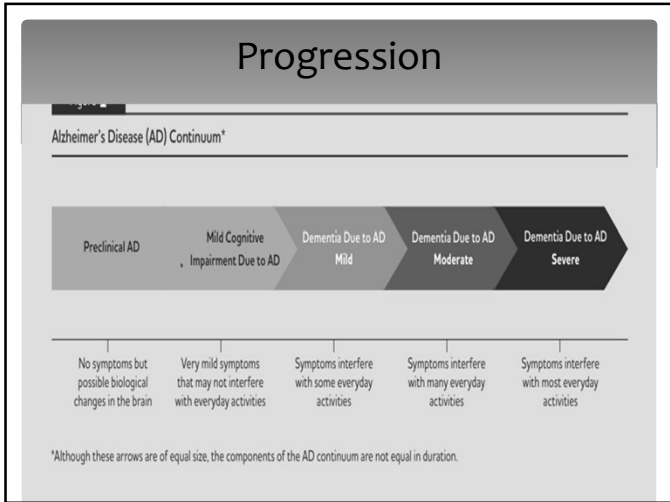 Progression
Alzheimer's Disease (AD) Continuum*
Preclinical AD
Mild Cognitive
Impairment Due to AD
Dementia Due to AD
Mild
Dementia Due to AD
Moderate
Dementia Due to AD
Severe
No symptoms but
possible biological
changes in the brain
Very mild symptoms
that may not interfere
with everyday activities
Symptoms interfere
with some everyday
activities
Symptoms interfere
with many everyday
activities
Symptoms interfere
with most everyday
activities
*Although these arrows are of equal size, the components of the AD continuum are not equal in duration.